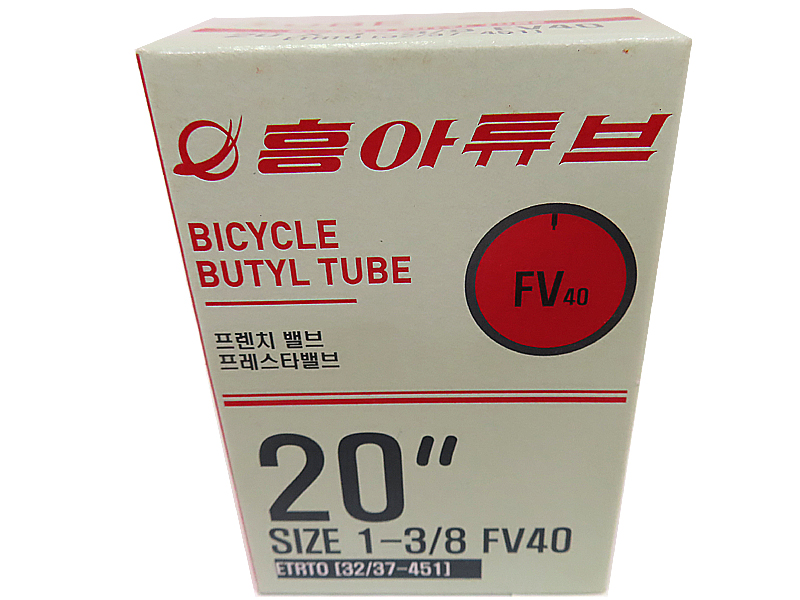 흥아튜브
BICYCLE
BUTYL TUBE
FV40
프렌치 밸브
프레스타밸브
20"
SIZE 1-3/8 FV40
ETRTO [32/37-451]